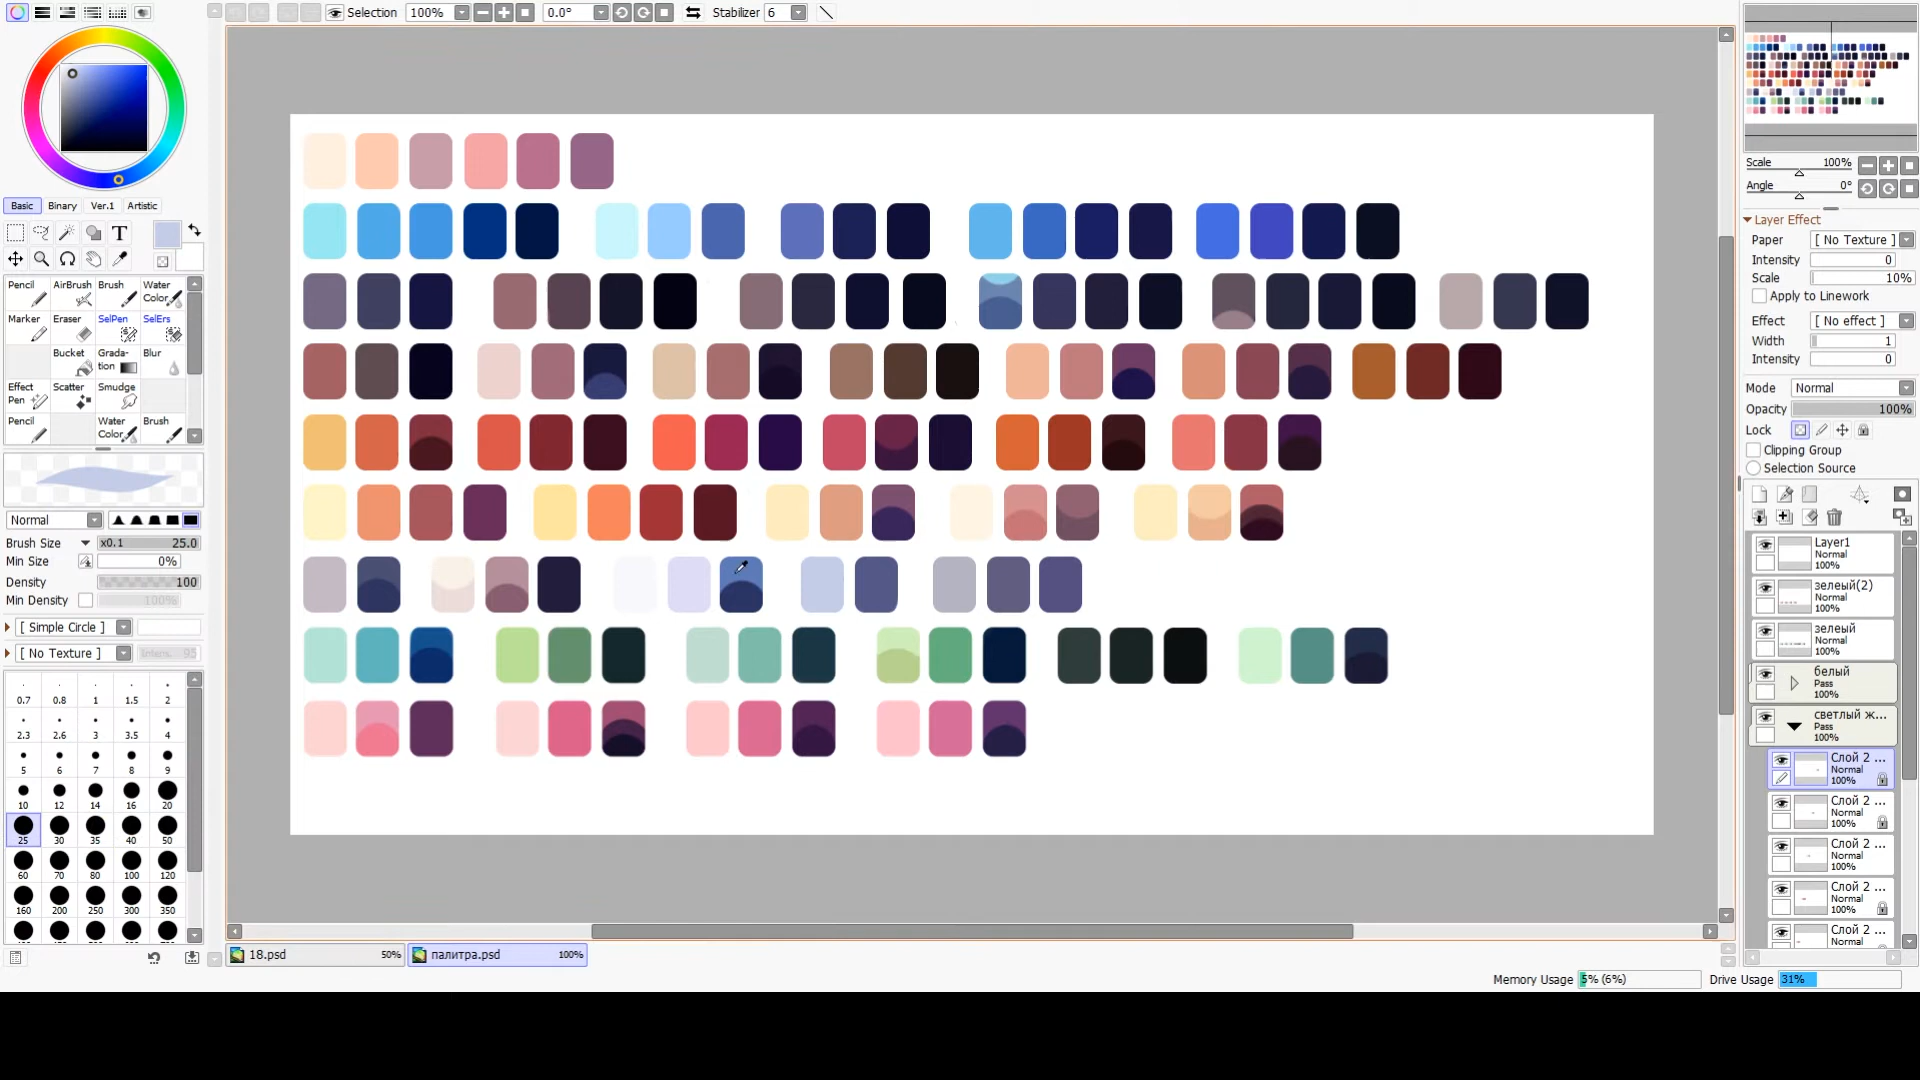 Selection 100% 0.0° Stabilizer 6
Basic Binary Ver.1 Artistic
T
Pencil AirBrush Brush Water Color
Marker Eraser SelPen SelErs
Bucket Grada-tion Blur
Effect Pen Scatter Smudge
Pencil Water Color Brush
Normal
Brush Size x0.1 25.0
Min Size 0%
Density 100
Min Density 100%
[ Simple Circle ]
[ No Texture ] Intens. 95
0.7 0.8 1 1.5 2
2.3 2.6 3 3.5 4
5 6 7 8 9
10 12 14 16 20
25 30 35 40 50
60 70 80 100 120
160 200 250 300 350
18.psd 50% палитра.psd 100%
Memory Usage 5% (6%) Drive Usage 31%
Scale 100%
Angle 0°
Layer Effect
Paper [ No Texture ]
Intensity 0
Scale 10%
Apply to Linework
Effect [ No effect ]
Width 1
Intensity 0
Mode Normal
Opacity 100%
Lock
Clipping Group
Selection Source
Layer1
Normal
100%
зелеый(2)
Normal
100%
зелеый
Normal
100%
белый
Pass
100%
светлый ж...
Pass
100%
Слой 2 ...
Normal
100%
Слой 2 ...
Normal
100%
Слой 2 ...
Normal
100%
Слой 2 ...
Normal
100%
Слой 2 ...
Normal